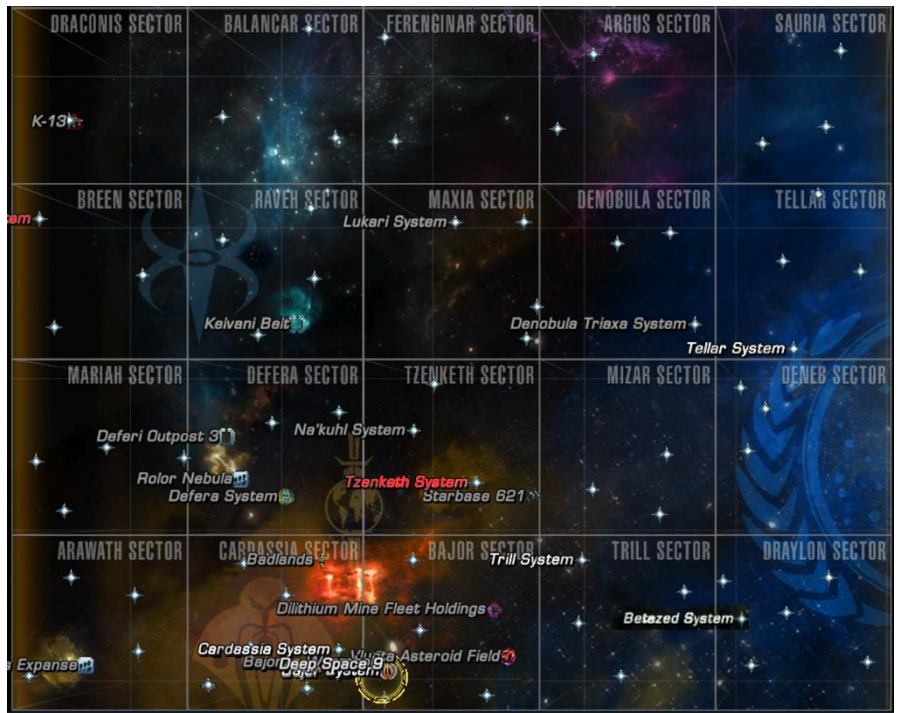 DRACONIS SECTOR
BALANCAR SECTOR
FERENGINAR SECTOR
ARGUS SECTOR
SAURIA SECTOR
K-13
BREEN SECTOR
RAVEH SECTOR
MAXIA SECTOR
DENOBULA SECTOR
TELLAR SECTOR
em
Lukari System
Kelvani Belt
Denobula Triaxa System
Tellar System
MARIAH SECTOR
DEFERA SECTOR
TZENKETH SECTOR
MIZAR SECTOR
DENEB SECTOR
Deferi Outpost 3
Na'kuhl System
Rolor Nebula
Tzenketh System
Defera System
Starbase 621
ARAWATH SECTOR
CARDASSIA SECTOR
BAJOR SECTOR
TRILL SECTOR
DRAYLON SECTOR
Badlands
Trill System
Dilithium Mine Fleet Holdings
Betazed System
Cardassia System
Asteroid Field
s Expanse
Deep Space 9
Bajor System